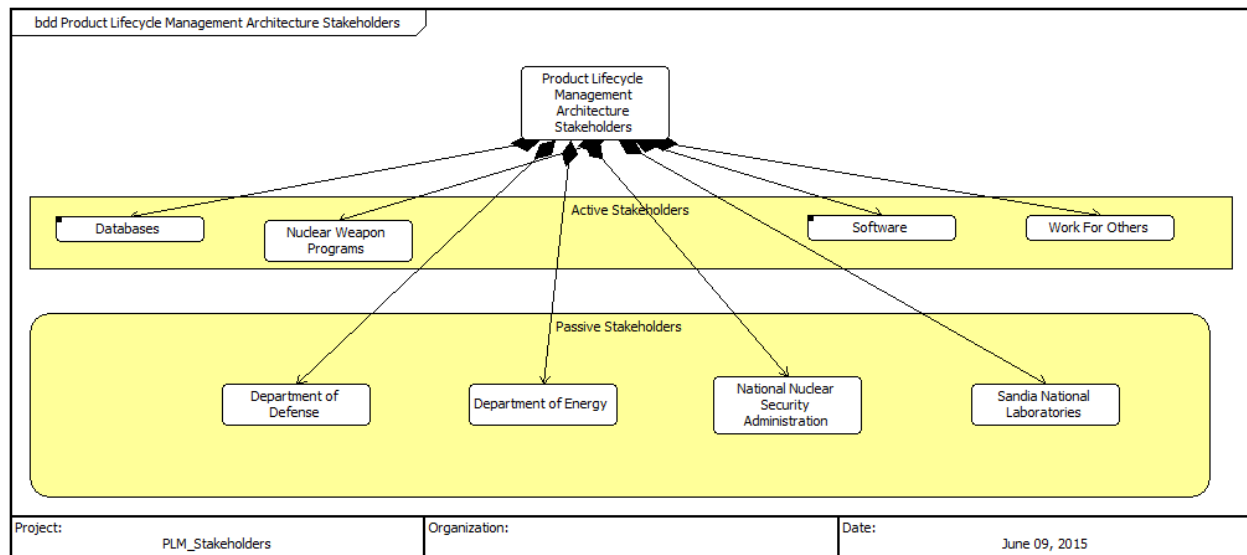 bdd Product Lifecycle Management Architecture Stakeholders
Product Lifecycle
Management
Architecture
Stakeholders
Active Stakeholders
Databases
Nuclear Weapon
Programs
Software
Work For Others
Passive Stakeholders
Department of
Defense
Department of Energy
National Nuclear
Security
Administration
Sandia National
Laboratories
Project:
PLM_Stakeholders
Organization:
Date:
June 09, 2015